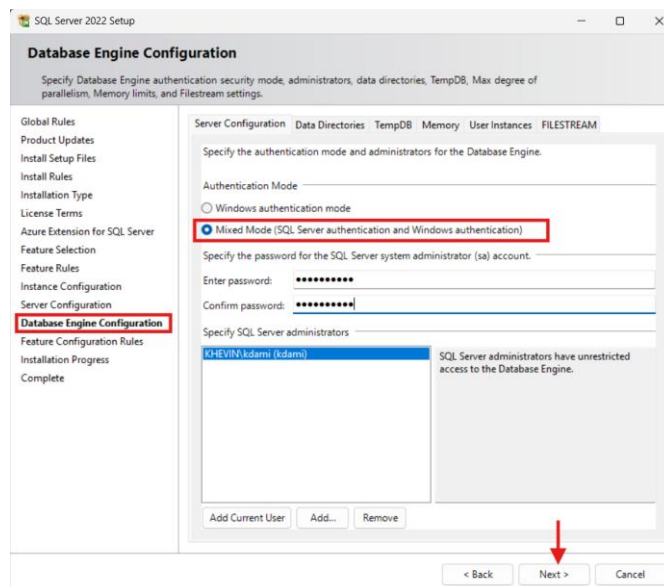 SQL Server 2022 Setup
Database Engine Configuration
Specify Database Engine authentication security mode, administrators, data directories, TempDB, Max degree of
parallelism, Memory limits, and Filestream settings.
Global Rules
Product Updates
Install Setup Files
Install Rules
Installation Type
License Terms
Azure Extension for SQL Server
Feature Selection
Feature Rules
Instance Configuration
Server Configuration
Database Engine Configuration
Feature Configuration Rules
Installation Progress
Complete
Server Configuration Data Directories TempDB Memory User Instances FILESTREAM
Specify the authentication mode and administrators for the Database Engine.
Authentication Mode
Windows authentication mode
Mixed Mode (SQL Server authentication and Windows authentication)
Specify the password for the SQL Server system administrator (sa) account.
Enter password: ●●●●●●●●●●
Confirm password: ●●●●●●●●●●
Specify SQL Server administrators
KHEVIN\kdami (kdami)
SQL Server administrators have unrestricted
access to the Database Engine.
Add Current User Add... Remove
< Back Next > Cancel